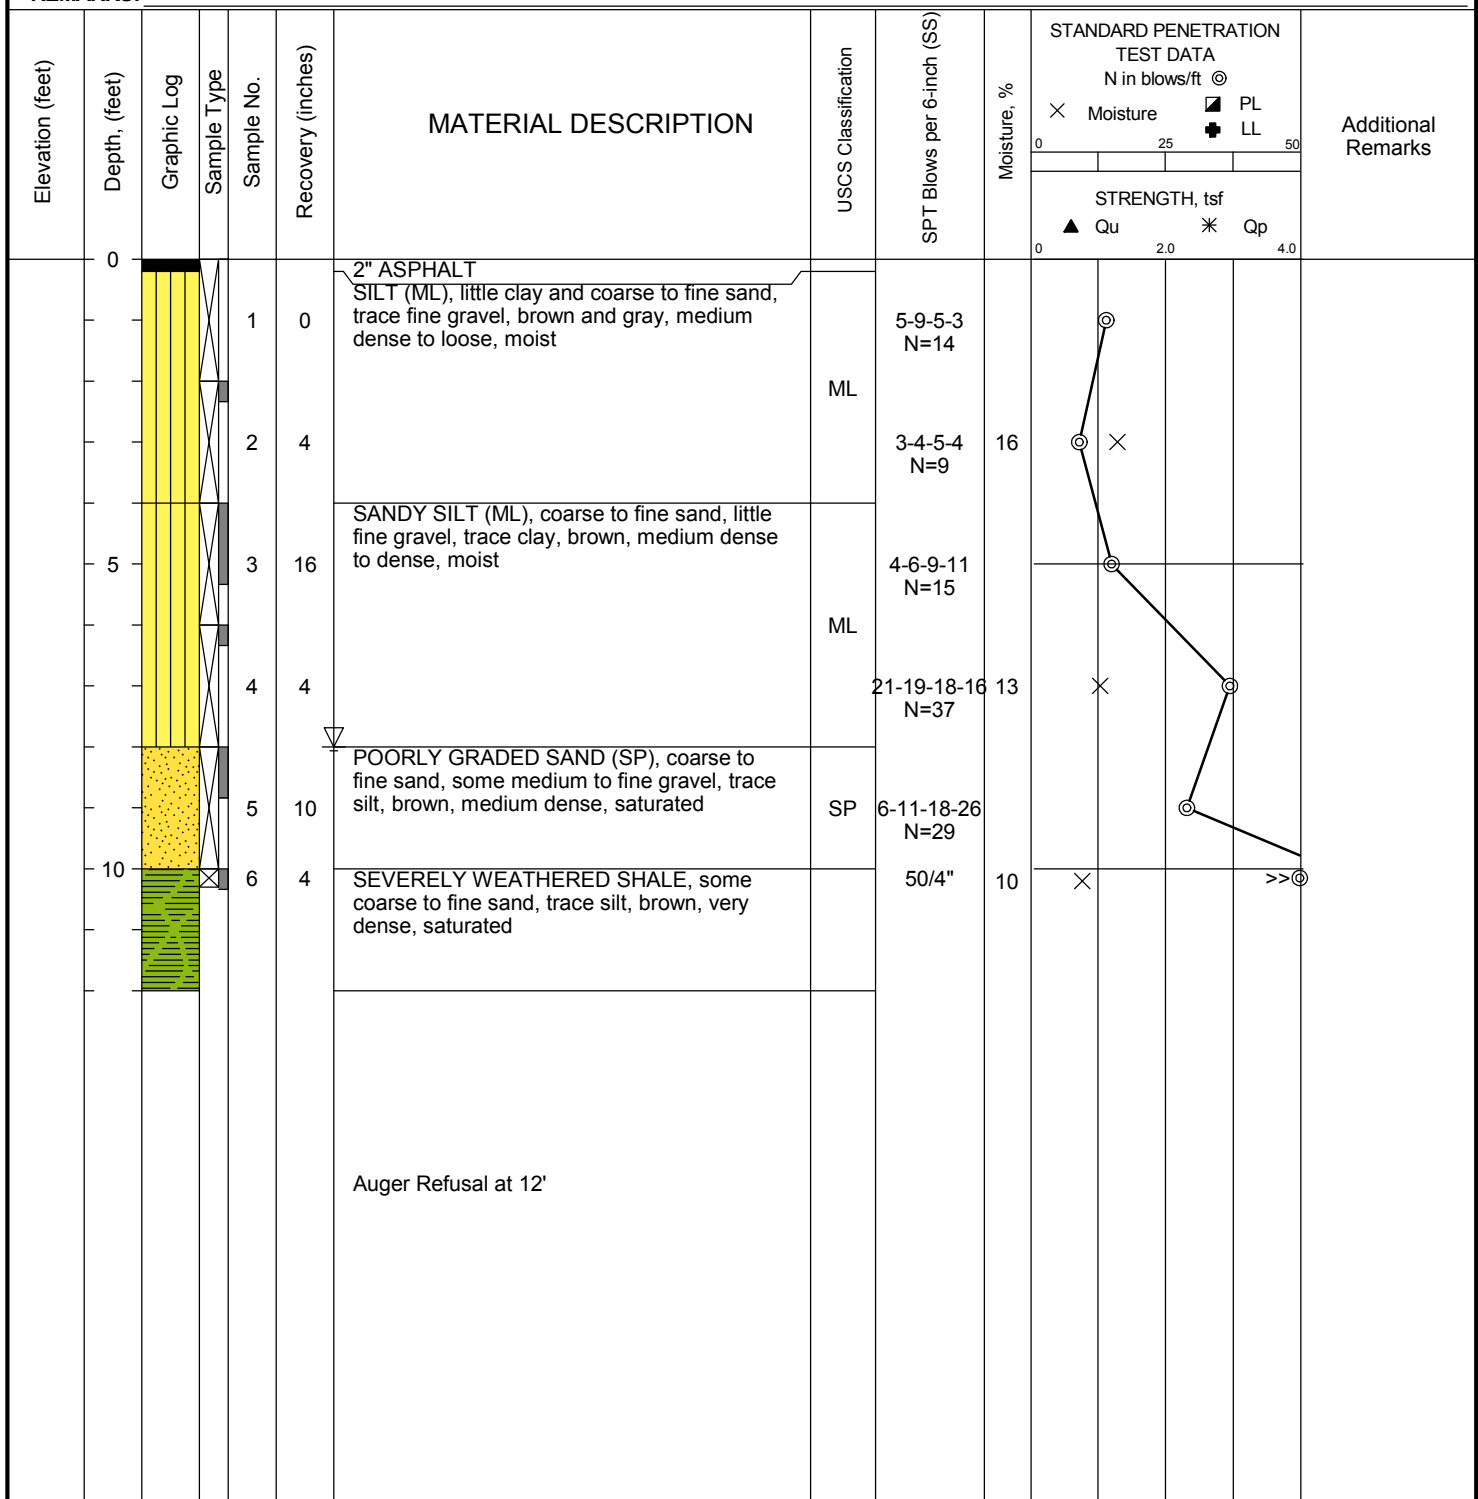 Elevation (feet)
Depth, (feet)
Graphic Log
Sample Type
Sample No.
Recovery (inches)
MATERIAL DESCRIPTION
USCS Classification
SPT Blows per 6-inch (SS)
Moisture, %
STANDARD PENETRATION
TEST DATA
N in blows/ft
Moisture
PL
LL
0 25 50
STRENGTH, tsf
Qu Qp
0 2.0 4.0
Additional
Remarks
0
2" ASPHALT
SILT (ML), little clay and coarse to fine sand,
trace fine gravel, brown and gray, medium
dense to loose, moist
1 0
5-9-5-3
N=14
ML
2 4
3-4-5-4
N=9
16
SANDY SILT (ML), coarse to fine sand, little
fine gravel, trace clay, brown, medium dense
to dense, moist
5
3 16
4-6-9-11
N=15
ML
4 4
21-19-18-16
N=37
13
POORLY GRADED SAND (SP), coarse to
fine sand, some medium to fine gravel, trace
silt, brown, medium dense, saturated
5 10
SP
6-11-18-26
N=29
10
6 4
SEVERELY WEATHERED SHALE, some
coarse to fine sand, trace silt, brown, very
dense, saturated
50/4"
10
>>
Auger Refusal at 12'